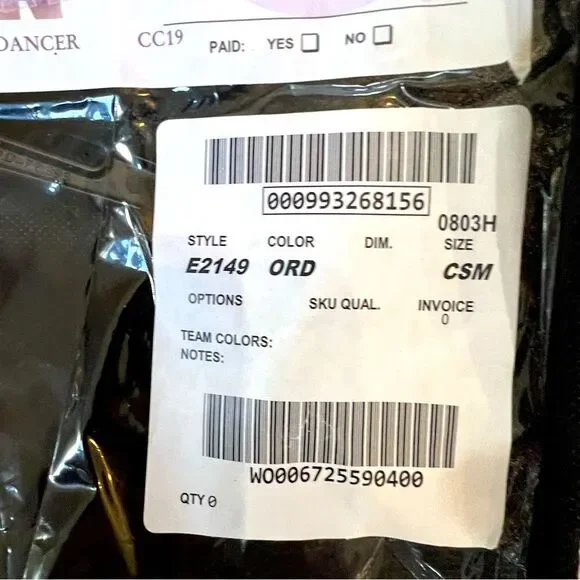 DANCER CC19 PAID: YES NO
000993268156
0803H
STYLE COLOR DIM. SIZE
E2149 ORD CSM
OPTIONS SKU QUAL. INVOICE
0
TEAM COLORS:
NOTES:
WO006725590400
QTY 0